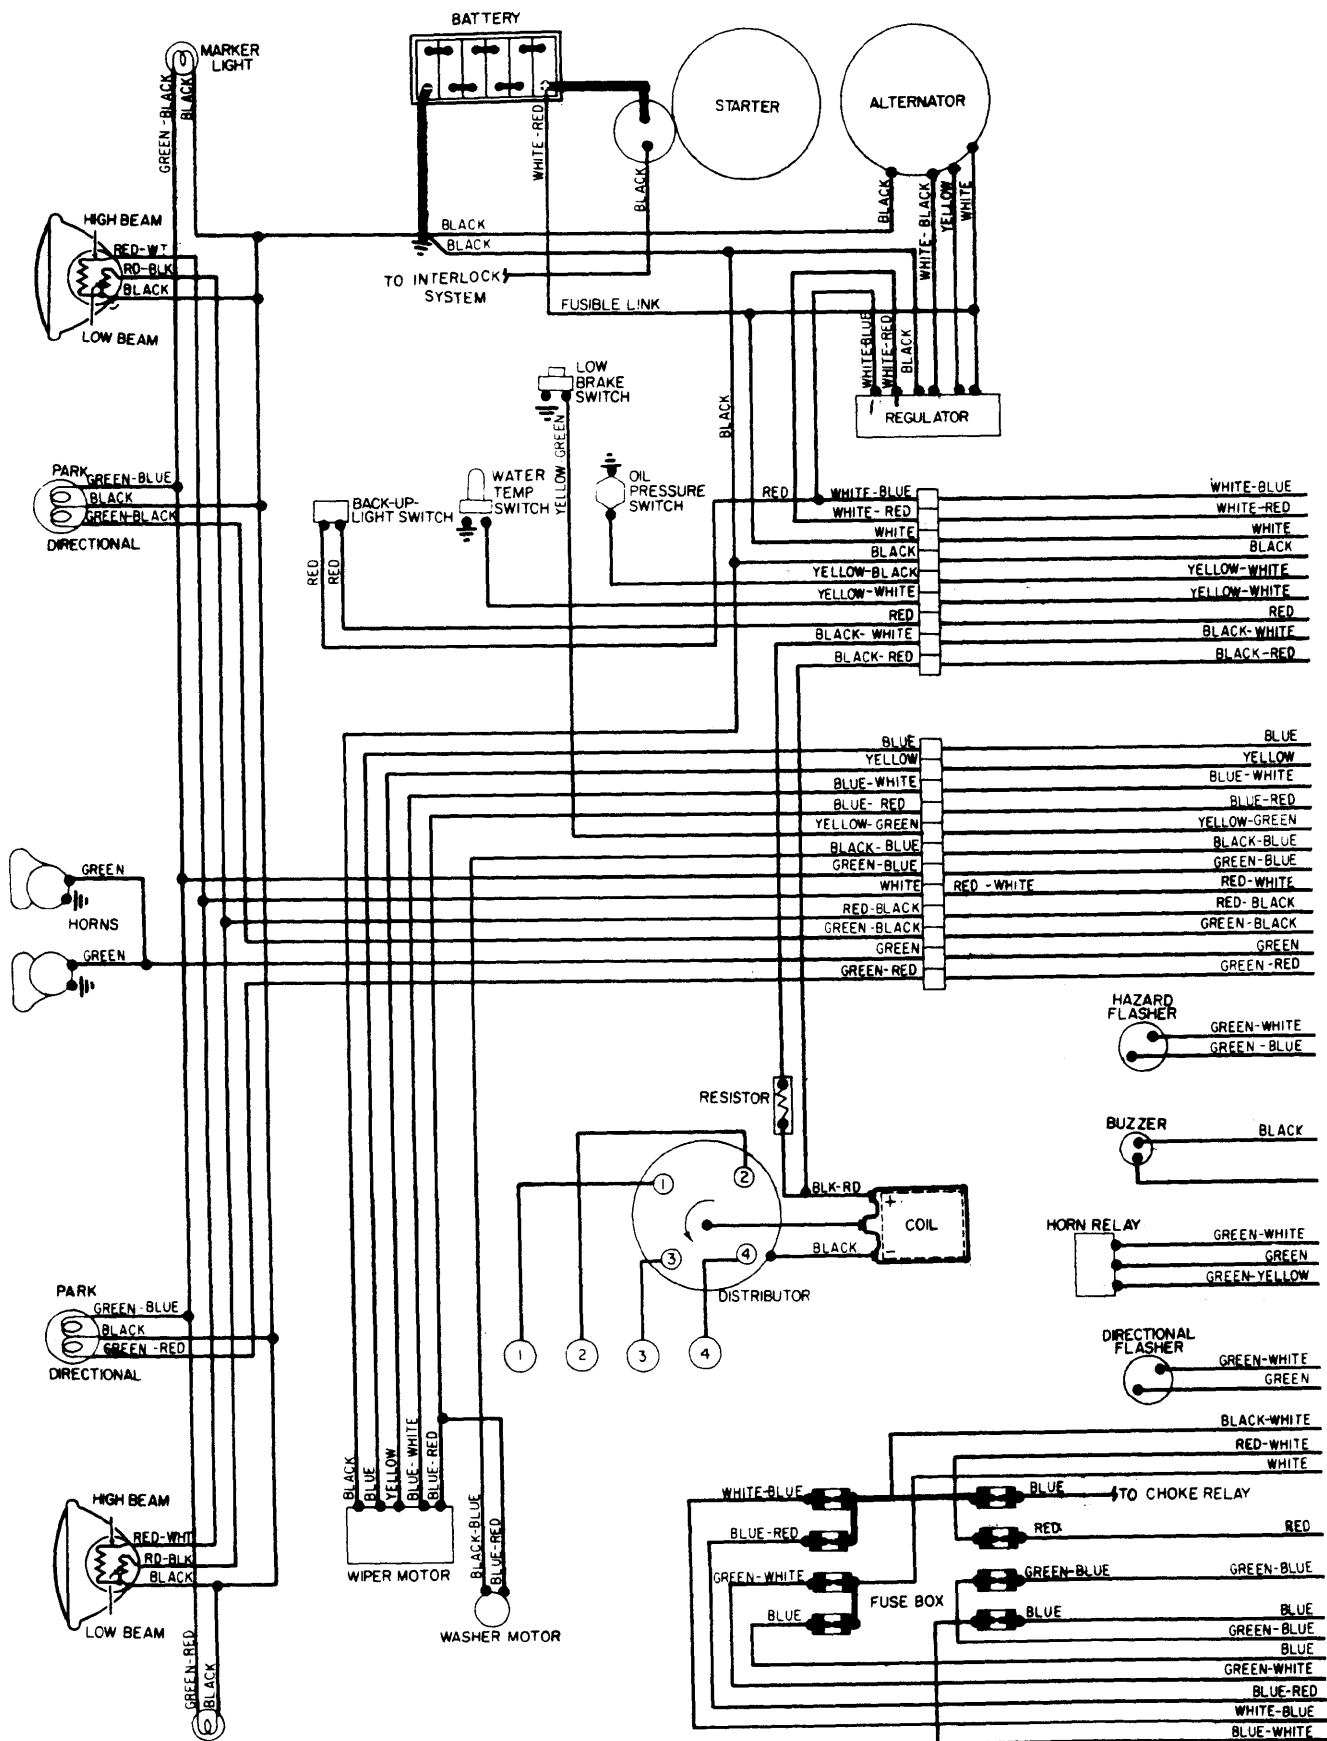 BATTERY
MARKER
LIGHT
STARTER
ALTERNATOR
GREEN-BLACK
BLACK
WHITE-RED
BLACK
BLACK
WHITE-BLACK
YELLOW
WHITE
HIGH BEAM
RED-WT
RD-BLK
BLACK
LOW BEAM
BLACK
BLACK
TO INTERLOCK
SYSTEM
FUSIBLE LINK
WHITE-BLUE
WHITE-RED
BLACK
REGULATOR
LOW
BRAKE
SWITCH
YELLOW-GREEN
BLACK
PARK
GREEN-BLUE
BLACK
GREEN-BLACK
DIRECTIONAL
BACK-UP-
LIGHT SWITCH
WATER
TEMP
SWITCH
OIL
PRESSURE
SWITCH
RED
RED
RED
WHITE-BLUE
WHITE-RED
WHITE
BLACK
YELLOW-BLACK
YELLOW-WHITE
RED
BLACK-WHITE
BLACK-RED
WHITE-BLUE
WHITE-RED
WHITE
BLACK
YELLOW-WHITE
YELLOW-WHITE
RED
BLACK-WHITE
BLACK-RED
BLUE
YELLOW
BLUE-WHITE
BLUE-RED
YELLOW-GREEN
BLACK-BLUE
GREEN-BLUE
WHITE
RED-WHITE
RED-BLACK
GREEN-BLACK
GREEN
GREEN-RED
BLUE
YELLOW
BLUE-WHITE
BLUE-RED
YELLOW-GREEN
BLACK-BLUE
GREEN-BLUE
RED-WHITE
RED-BLACK
GREEN-BLACK
GREEN
GREEN-RED
GREEN
HORNS
GREEN
HAZARD
FLASHER
GREEN-WHITE
GREEN-BLUE
RESISTOR
BUZZER
BLACK
1
2
3
4
BLK-RD
+
COIL
-
BLACK
DISTRIBUTOR
1
2
3
4
HORN RELAY
GREEN-WHITE
GREEN
GREEN-YELLOW
PARK
GREEN-BLUE
BLACK
GREEN-RED
DIRECTIONAL
DIRECTIONAL
FLASHER
GREEN-WHITE
GREEN
BLACK-WHITE
RED-WHITE
WHITE
BLACK
BLUE
YELLOW
BLUE-WHITE
BLUE-RED
WIPER MOTOR
BLACK-BLUE
BLUE-RED
WASHER MOTOR
HIGH BEAM
RED-WHT
RD-BLK
BLACK
LOW BEAM
GREEN-RED
BLACK
WHITE-BLUE
BLUE-RED
GREEN-WHITE
BLUE
FUSE BOX
BLUE
TO CHOKE RELAY
RED
RED
GREEN-BLUE
GREEN-BLUE
BLUE
BLUE
GREEN-BLUE
BLUE
GREEN-WHITE
BLUE-RED
WHITE-BLUE
BLUE-WHITE